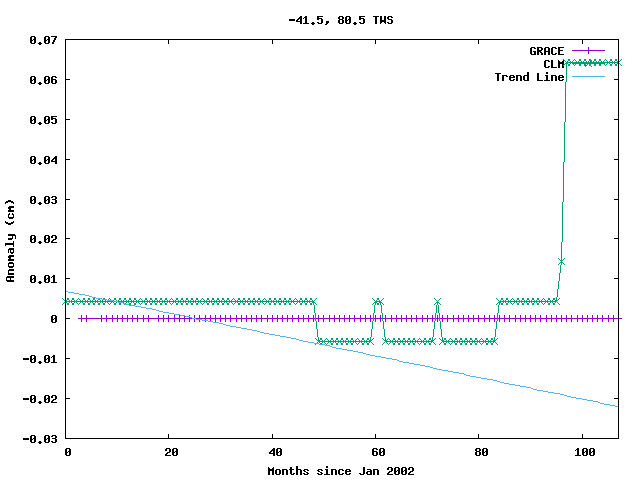 -41.5, 80.5 TWS
0.07
0.06
0.05
0.04
0.03
0.02
0.01
0
-0.01
-0.02
-0.03
Anomaly (cm)
GRACE
CLM
Trend Line
0 20 40 60 80 100
Months since Jan 2002